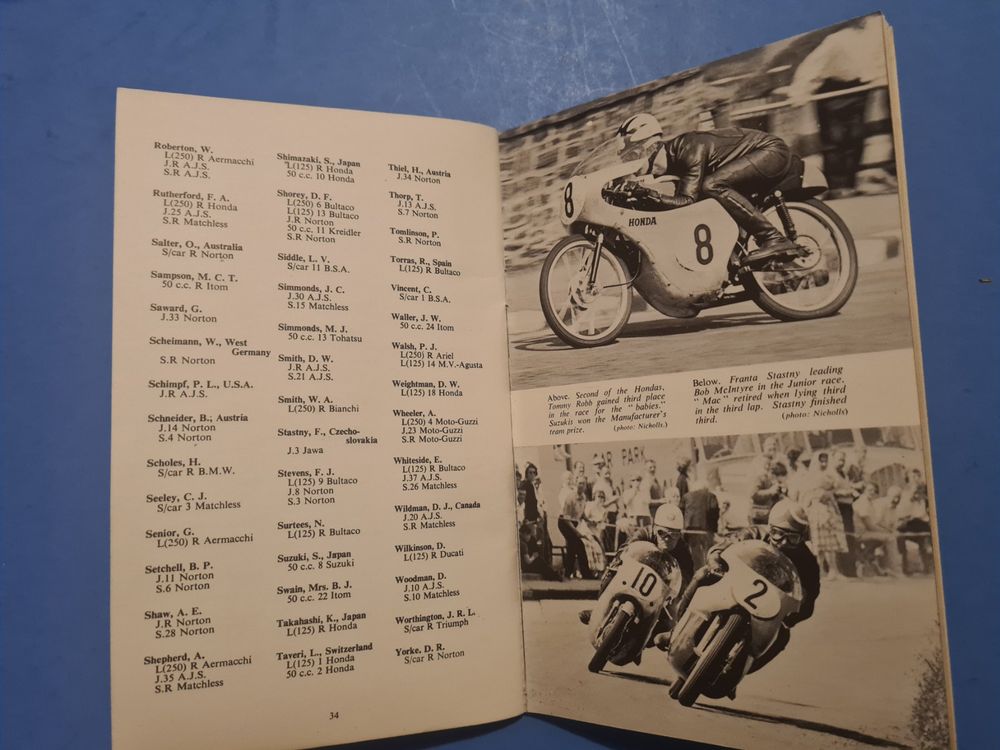 Roberton, W.
L(250) R Aermacchi
J.R A.J.S.
S.R A.J.S.
Rutherford, F. A.
L(250) R Honda
J.25 A.J.S.
S.R Matchless
Salter, O., Australia
S/car R Norton
Sampson, M. C. T.
50 c.c. R Itom
Saward, G.
J.33 Norton
Scheimann, W., West
Germany
S.R Norton
Schimpf, P. L., U.S.A.
J.R A.J.S.
Schneider, B., Austria
J.14 Norton
S.4 Norton
Scholes, H.
S/car R B.M.W.
Seeley, C. J.
S/car 3 Matchless
Senior, G.
L(250) R Aermacchi
Setchell, B. P.
J.11 Norton
S.6 Norton
Shaw, A. E.
J.R Norton
S.28 Norton
Shepherd, A.
L(250) R Aermacchi
J.35 A.J.S.
S.R Matchless
Shimazaki, S., Japan
L(125) R Honda
50 c.c. 10 Honda
Shorey, D. F.
L(250) 6 Bultaco
L(125) 13 Bultaco
J.R Norton
50 c.c. 11 Kreidler
S.R Norton
Siddle, L. V.
S/car 11 B.S.A.
Simmonds, J. C.
J.30 A.J.S.
S.15 Matchless
Simmonds, M. J.
50 c.c. 13 Tohatsu
Smith, D. W.
J.R A.J.S.
S.21 A.J.S.
Smith, W. A.
L(250) R Bianchi
Stastny, F., Czecho-
slovakia
J.3 Jawa
Stevens, F. J.
L(125) 9 Bultaco
J.8 Norton
S.3 Norton
Surtees, N.
L(125) R Bultaco
Suzuki, S., Japan
50 c.c. 8 Suzuki
Swain, Mrs. B. J.
50 c.c. 22 Itom
Takahashi, K., Japan
L(125) R Honda
Taveri, L., Switzerland
L(125) 1 Honda
50 c.c. 2 Honda
Thiel, H., Austria
J.34 Norton
Thorp, T.
J.13 A.J.S.
S.7 Norton
Tomlinson, P.
S.R Norton
Torras, R., Spain
L(125) R Bultaco
Vincent, C.
S/car 1 B.S.A.
Waller, J. W.
50 c.c. 24 Itom
Walsh, P. J.
L(250) R Ariel
L(125) 14 M.V.-Agusta
Weightman, D. W.
L(125) 18 Honda
Wheeler, A.
L(250) 4 Moto-Guzzi
J.23 Moto-Guzzi
S.R Moto-Guzzi
Whiteside, E.
L(125) R Bultaco
J.37 A.J.S.
S.26 Matchless
Wildman, D. J., Canada
J.20 A.J.S.
S.R Matchless
Wilkinson, D.
L(125) R Ducati
Woodman, D.
J.10 A.J.S.
S.10 Matchless
Worthington, J. R. L.
S/car R Triumph
Yorke, D. R.
S/car R Norton
34
8
HONDA
8
Above. Second of the Hondas,
Tommy Robb gained third place
in the race for the "babies."
Suzukis won the Manufacturer's
team prize. (photo: Nicholls.)
Below. Franta Stastny leading
Bob McIntyre in the Junior race.
"Mac" retired when lying third
in the third lap. Stastny finished
third. (photo: Nicholls)
CAR PARK
10
2